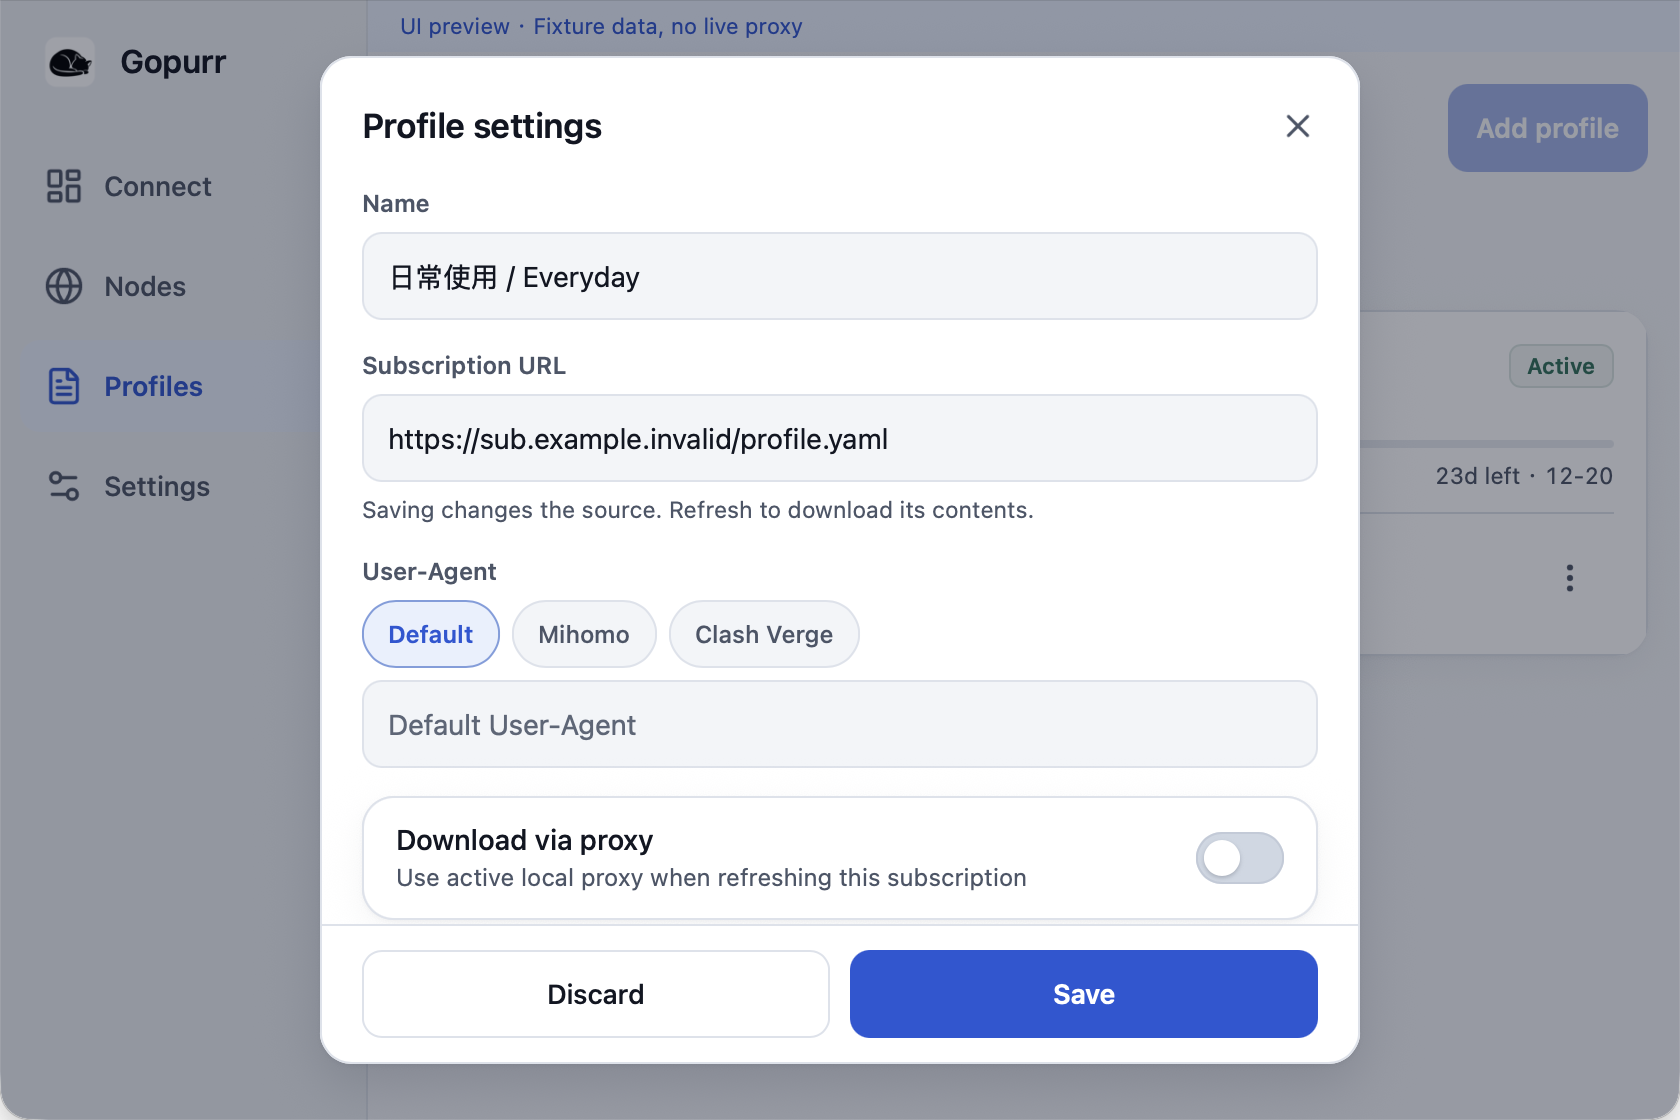 Gopurr
Connect
Nodes
Profiles
Settings
UI preview · Fixture data, no live proxy
Add profile
Active
23d left · 12-20
Profile settings
Name
日常使用 / Everyday
Subscription URL
https://sub.example.invalid/profile.yaml
Saving changes the source. Refresh to download its contents.
User-Agent
Default
Mihomo
Clash Verge
Default User-Agent
Download via proxy
Use active local proxy when refreshing this subscription
Discard
Save